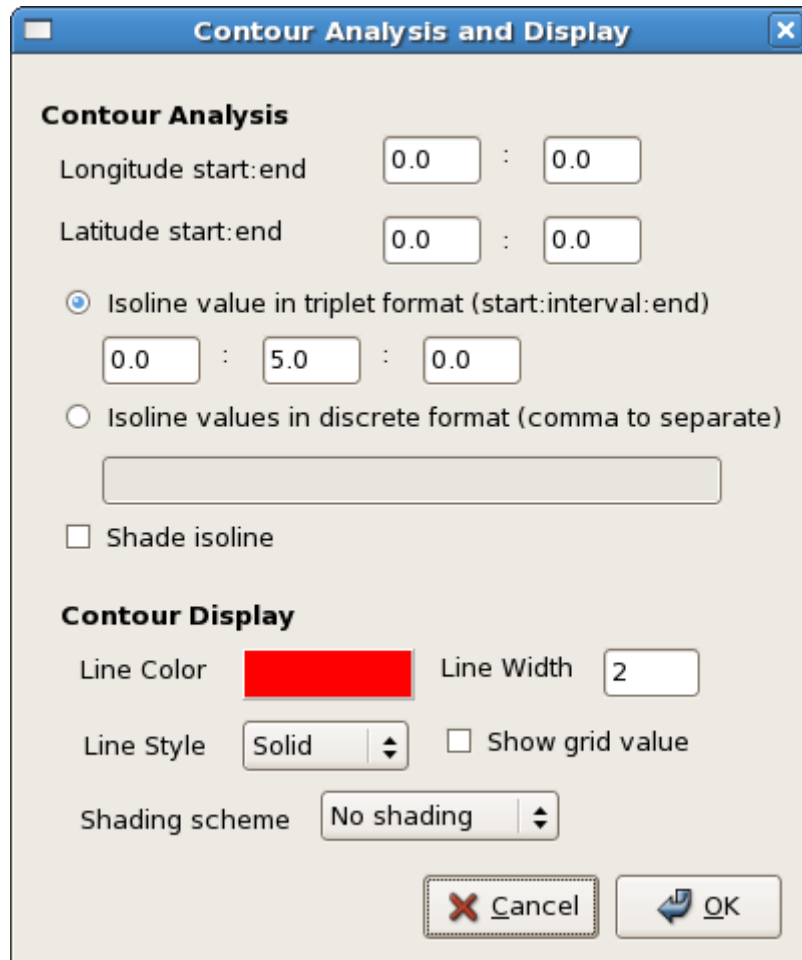 Contour Analysis and Display
Contour Analysis
Longitude start:end 0.0 : 0.0
Latitude start:end 0.0 : 0.0
Isoline value in triplet format (start:interval:end)
0.0 : 5.0 : 0.0
Isoline values in discrete format (comma to separate)
Shade isoline
Contour Display
Line Color Line Width 2
Line Style Solid Show grid value
Shading scheme No shading
Cancel OK